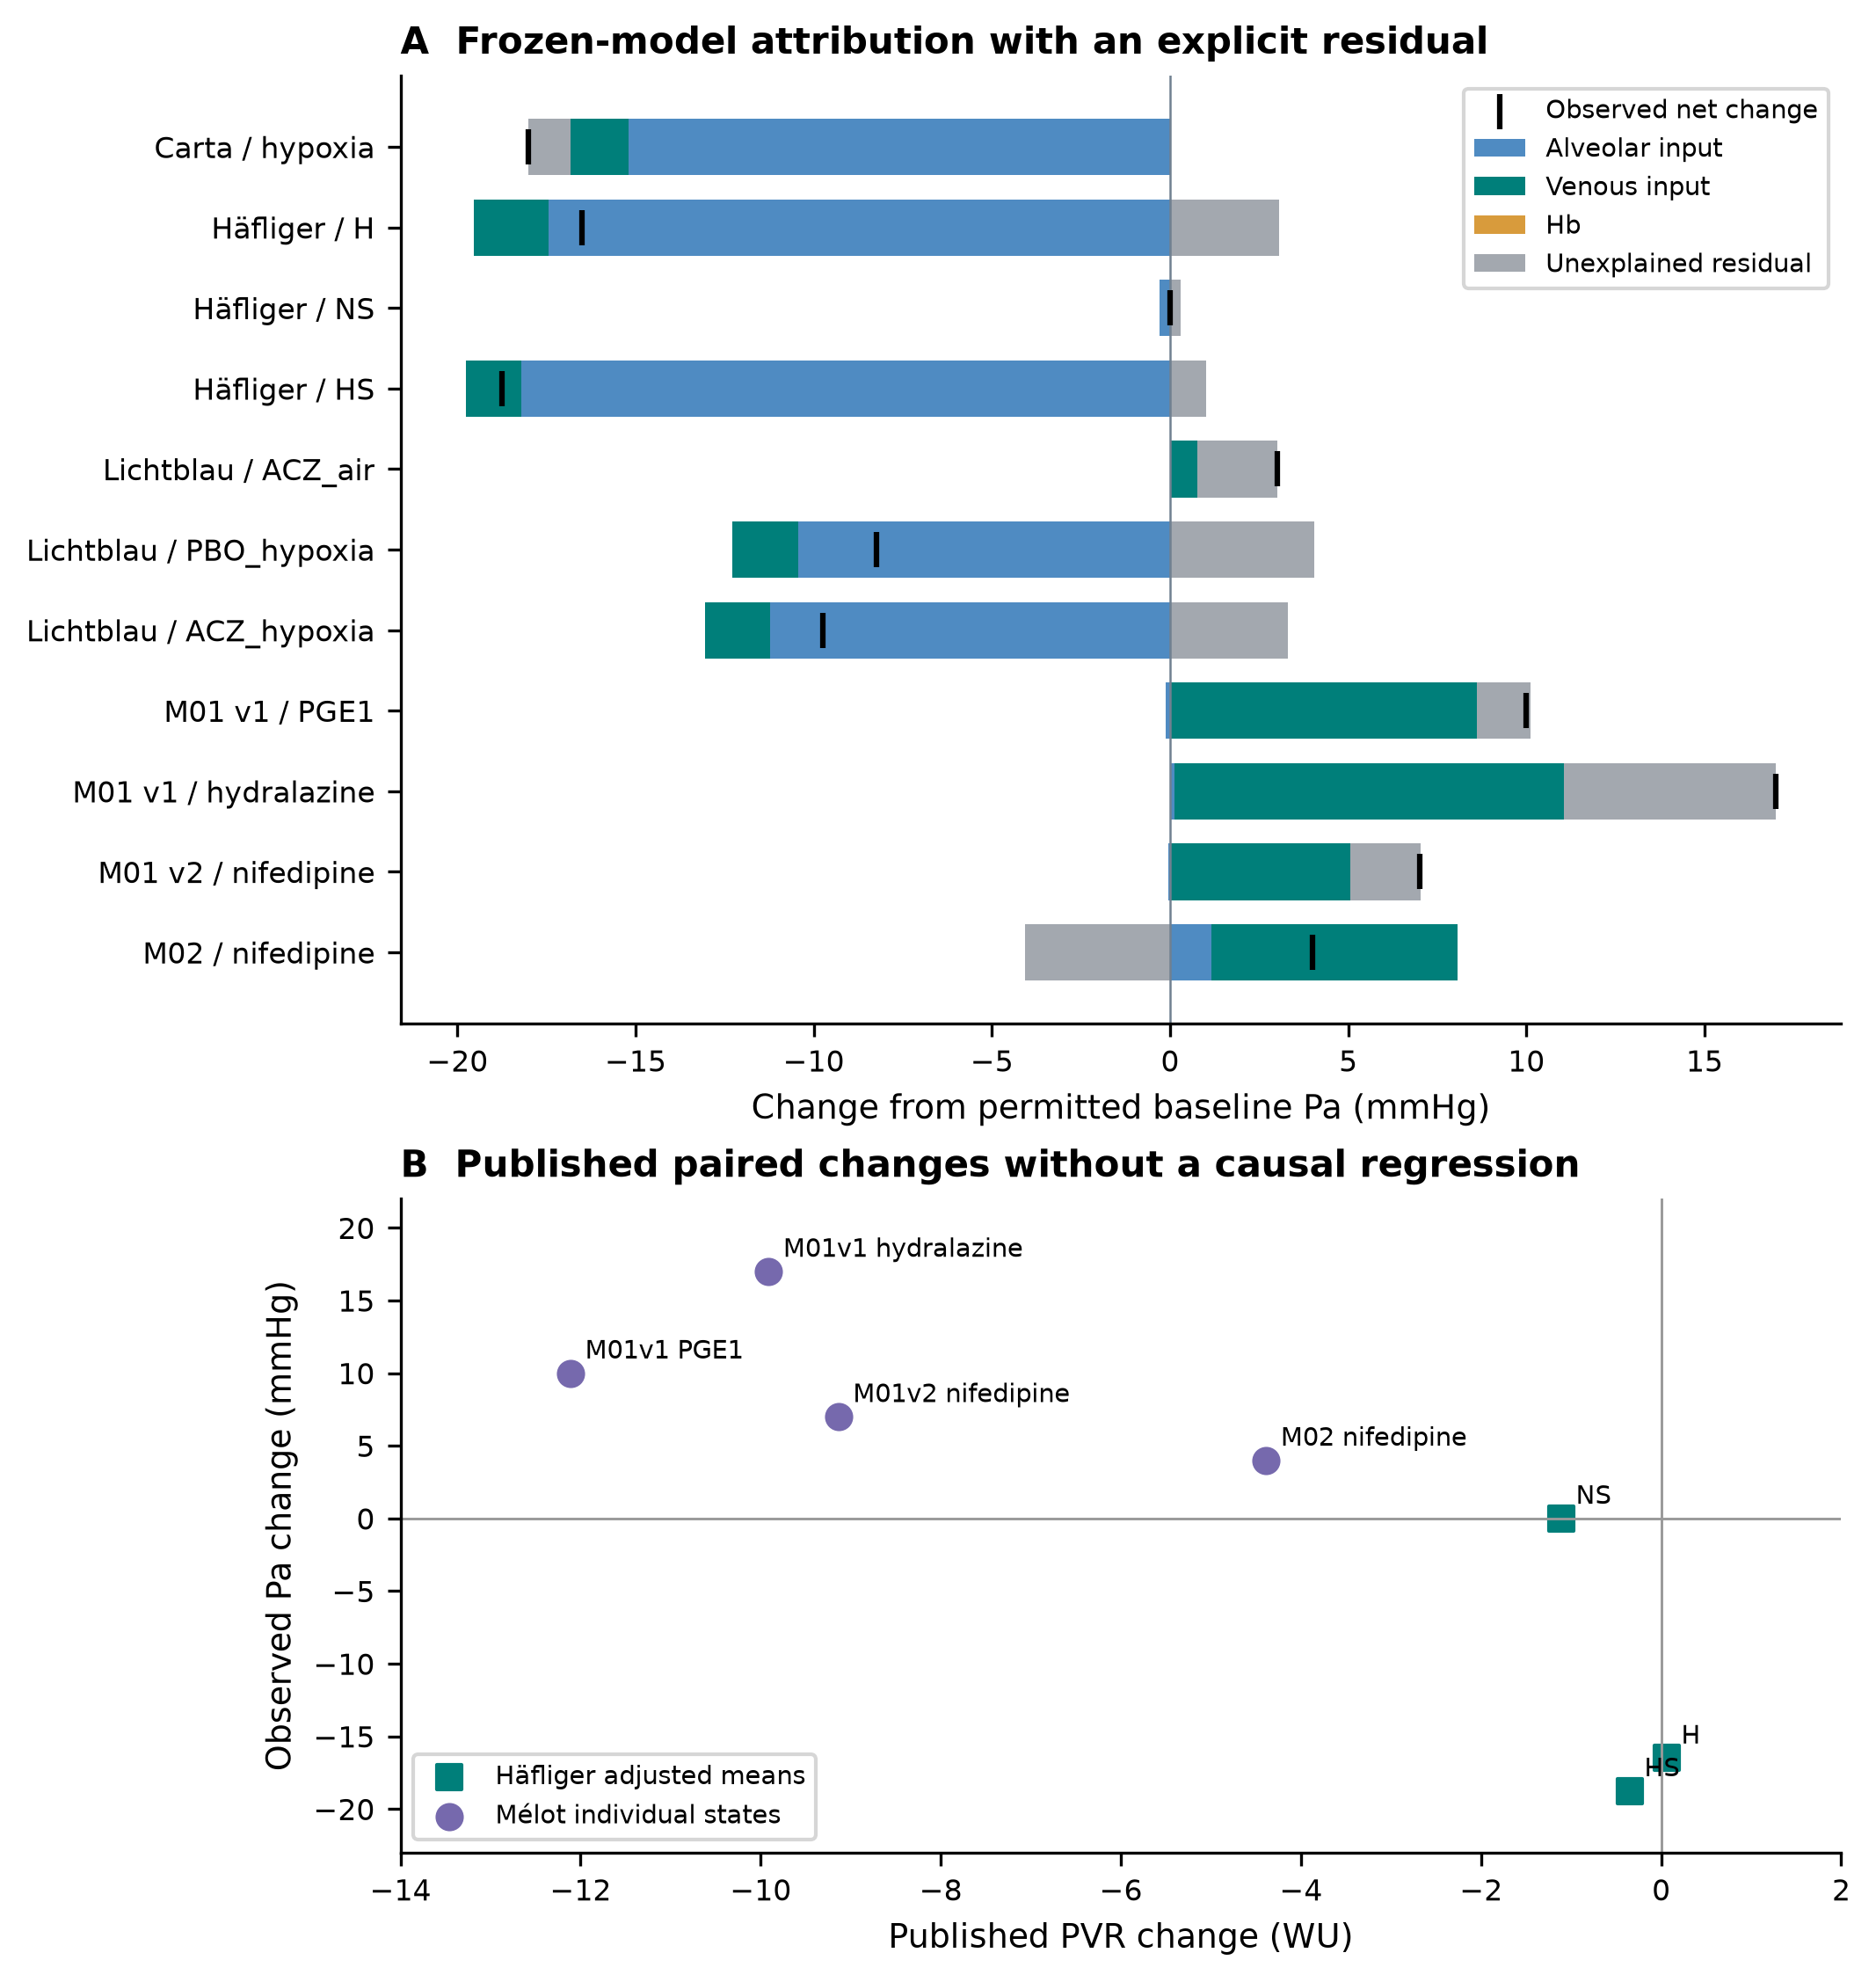 A Frozen-model attribution with an explicit residual
Observed net change
Alveolar input
Venous input
Hb
Unexplained residual
Carta / hypoxia
Häfliger / H
Häfliger / NS
Häfliger / HS
Lichtblau / ACZ_air
Lichtblau / PBO_hypoxia
Lichtblau / ACZ_hypoxia
M01 v1 / PGE1
M01 v1 / hydralazine
M01 v2 / nifedipine
M02 / nifedipine
−20 −15 −10 −5 0 5 10 15
Change from permitted baseline Pa (mmHg)
B Published paired changes without a causal regression
Observed Pa change (mmHg)
20
15
10
5
0
−5
−10
−15
−20
M01v1 hydralazine
M01v1 PGE1
M01v2 nifedipine
M02 nifedipine
NS
H
HS
Häfliger adjusted means
Mélot individual states
−14 −12 −10 −8 −6 −4 −2 0 2
Published PVR change (WU)